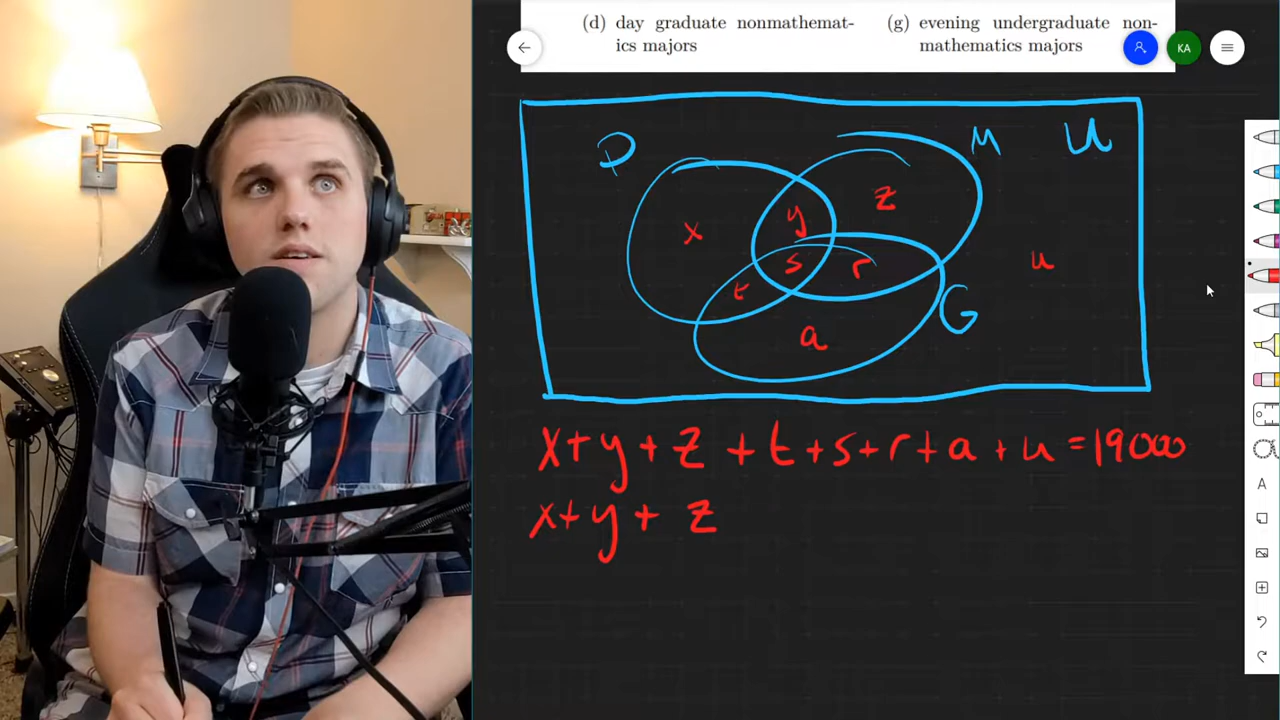 (d) day graduate nonmathemat-
ics majors
(g) evening undergraduate non-
mathematics majors
KA
D
M
U
x
y
z
s
r
t
a
G
u
x+y+z+t+s+r+a+u=19000
x+y+z
A